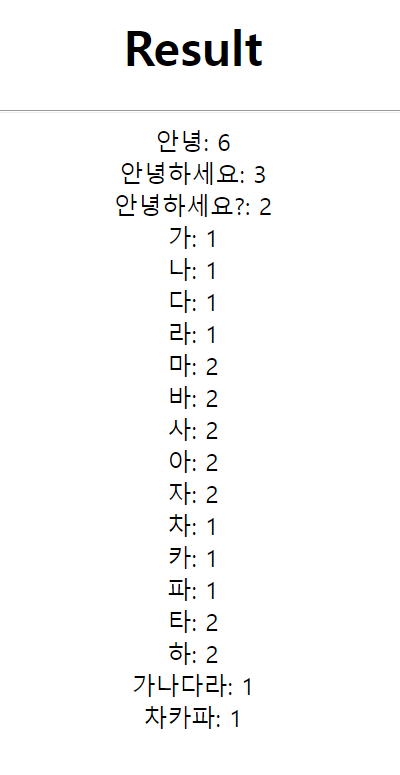 Result
안녕: 6
안녕하세요: 3
안녕하세요?: 2
가: 1
나: 1
다: 1
라: 1
마: 2
바: 2
사: 2
아: 2
자: 2
차: 1
카: 1
파: 1
타: 2
하: 2
가나다라: 1
차카파: 1